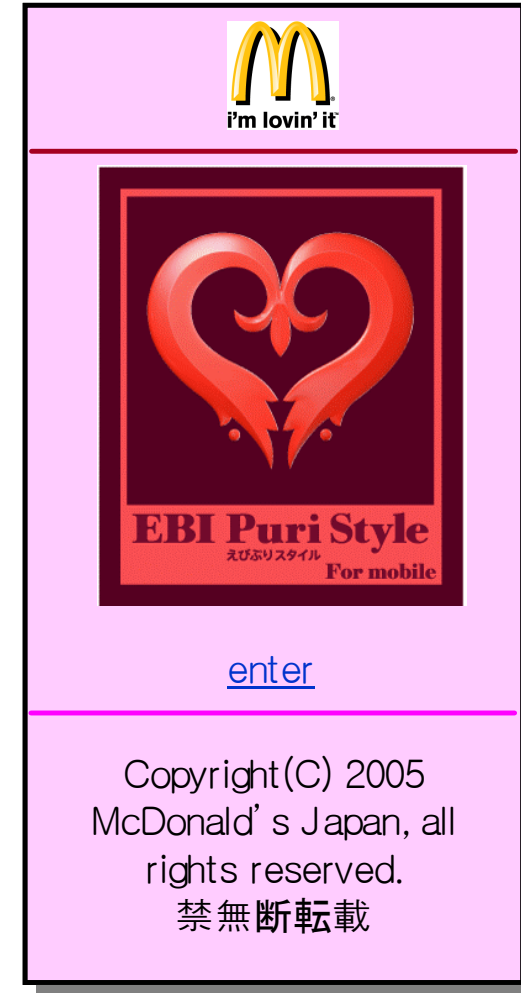 i'm lovin' it
EBI Puri Style
えびぷりスタイル
For mobile
enter
Copyright(C) 2005
McDonald's Japan, all
rights reserved.
禁無断転載